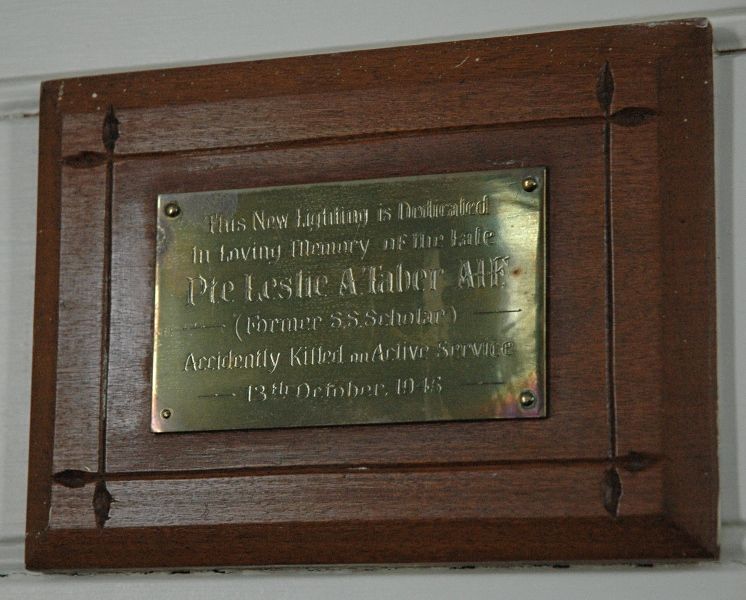 This New Lighting is Dedicated
In Loving Memory of the Late
Pte Leslie A. Taber AIF
(Former S.S. Scholar)
Accidently Killed on Active Service
13th October, 1945